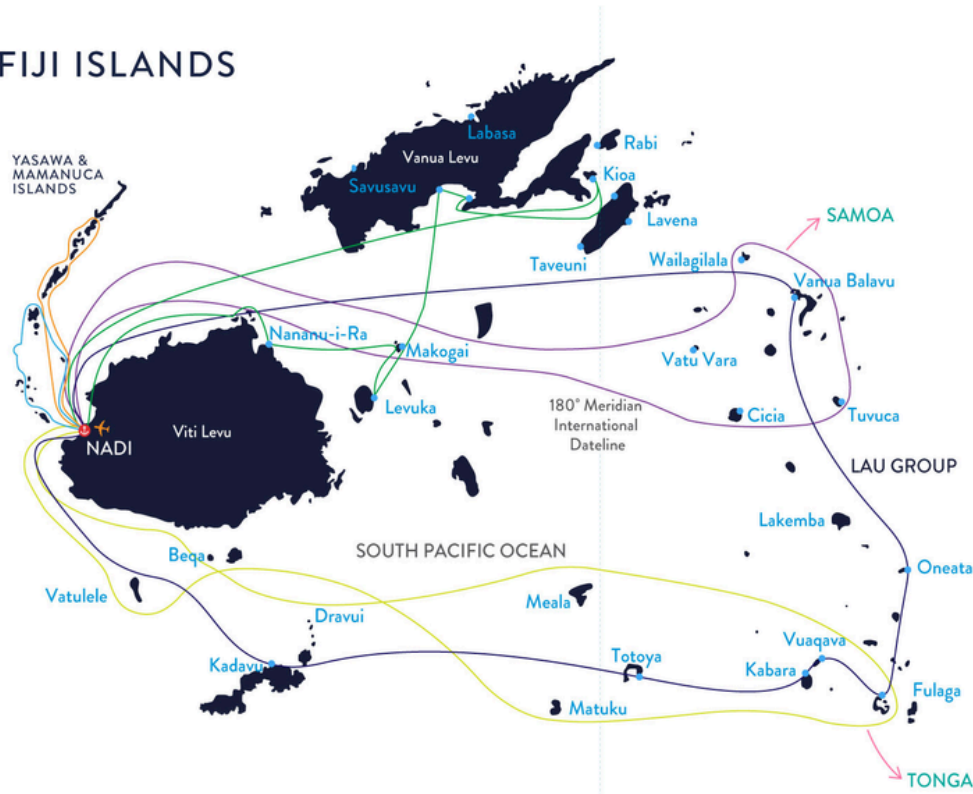 FIJI ISLANDS
YASAWA &
MAMANUCA
ISLANDS
Labasa
Vanua Levu
Rabi
Savusavu
Kioa
Lavena
SAMOA
Taveuni
Wailagilala
Vanua Balavu
Nananu-i-Ra
Makogai
Vatu Vara
Levuka
180° Meridian
International
Dateline
Cicia
Tuvuca
Viti Levu
NADI
LAU GROUP
Lakemba
SOUTH PACIFIC OCEAN
Beqa
Oneata
Vatulele
Meala
Dravui
Vuaqava
Totoya
Kadavu
Kabara
Fulaga
Matuku
TONGA